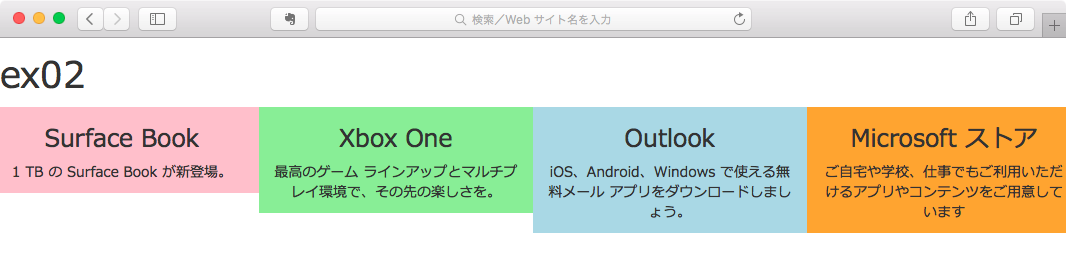 検索／Web サイト名を入力
ex02
Surface Book
1 TB の Surface Book が新登場。
Xbox One
最高のゲーム ラインアップとマルチプ
レイ環境で、その先の楽しさを。
Outlook
iOS、Android、Windows で使える無
料メール アプリをダウンロードしまし
ょう。
Microsoft ストア
ご自宅や学校、仕事でもご利用いただ
けるアプリやコンテンツをご用意して
います